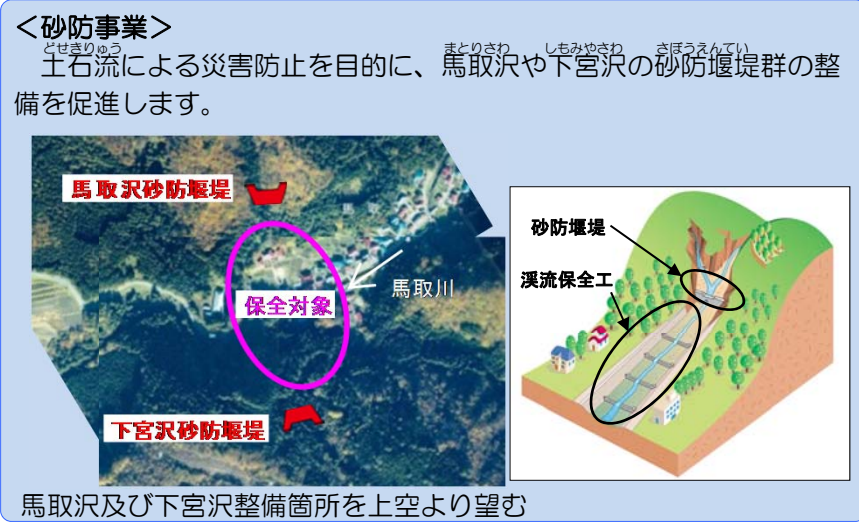 ＜砂防事業＞
どせきりゅう まとりさわ しもみやさわ さぼうえんてい
土石流による災害防止を目的に、馬取沢や下宮沢の砂防堰堤群の整
備を促進します。
馬取沢砂防堰堤
保全対象
馬取川
下宮沢砂防堰堤
砂防堰堤
渓流保全工
馬取沢及び下宮沢整備箇所を上空より望む